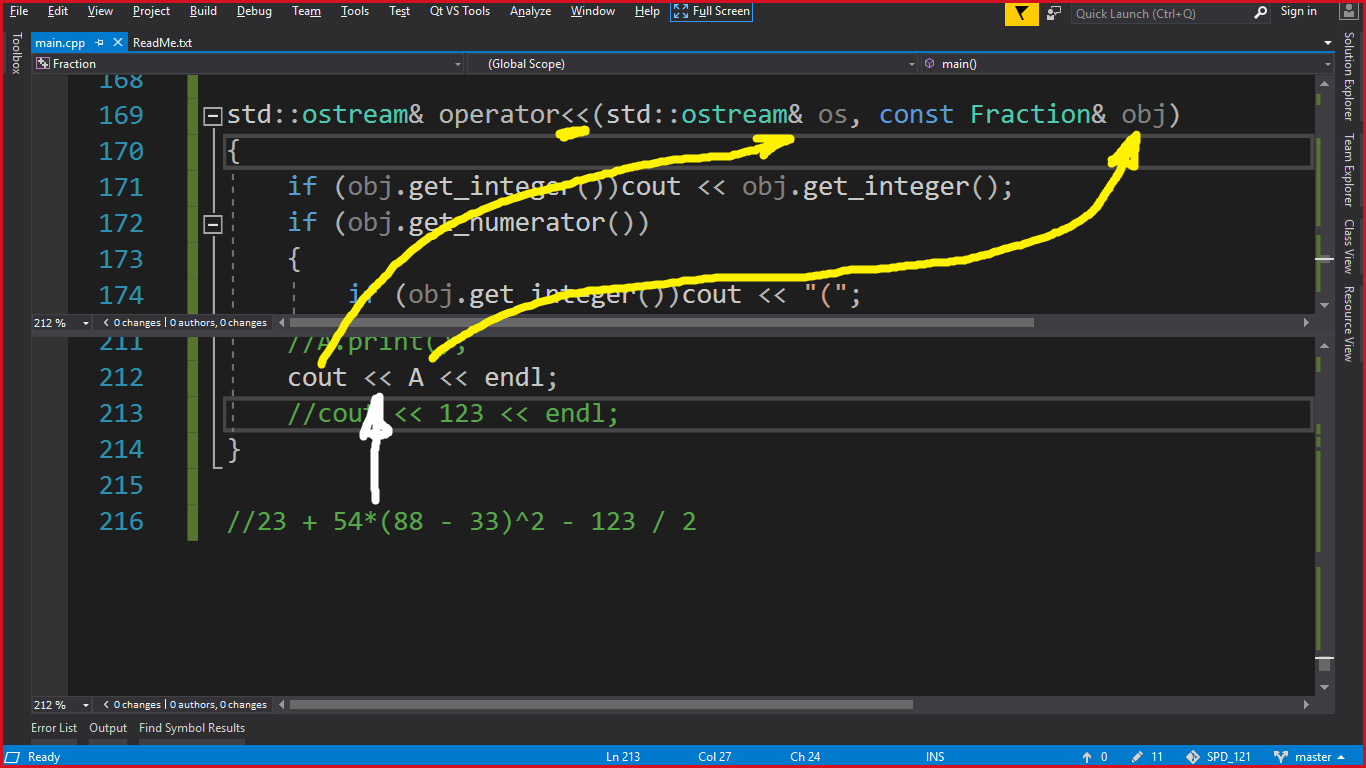 File Edit View Project Build Debug Team Tools Test Qt VS Tools Analyze Window Help Full Screen Quick Launch (Ctrl+Q) Sign in
main.cpp ReadMe.txt
Fraction (Global Scope) main()
168
169 std::ostream& operator<<(std::ostream& os, const Fraction& obj)
170 {
171 if (obj.get_integer())cout << obj.get_integer();
172 if (obj.get_numerator())
173 {
174 if (obj.get_integer())cout << "(";
212 % 0 changes | 0 authors, 0 changes
211 //A.print();
212 cout << A << endl;
213 //cout << 123 << endl;
214 }
215
216 //23 + 54*(88 - 33)^2 - 123 / 2
212 % 0 changes | 0 authors, 0 changes
Error List Output Find Symbol Results
Ready Ln 213 Col 27 Ch 24 INS 0 11 SPD_121 master
Toolbox
Solution Explorer
Team Explorer
Class View
Resource View